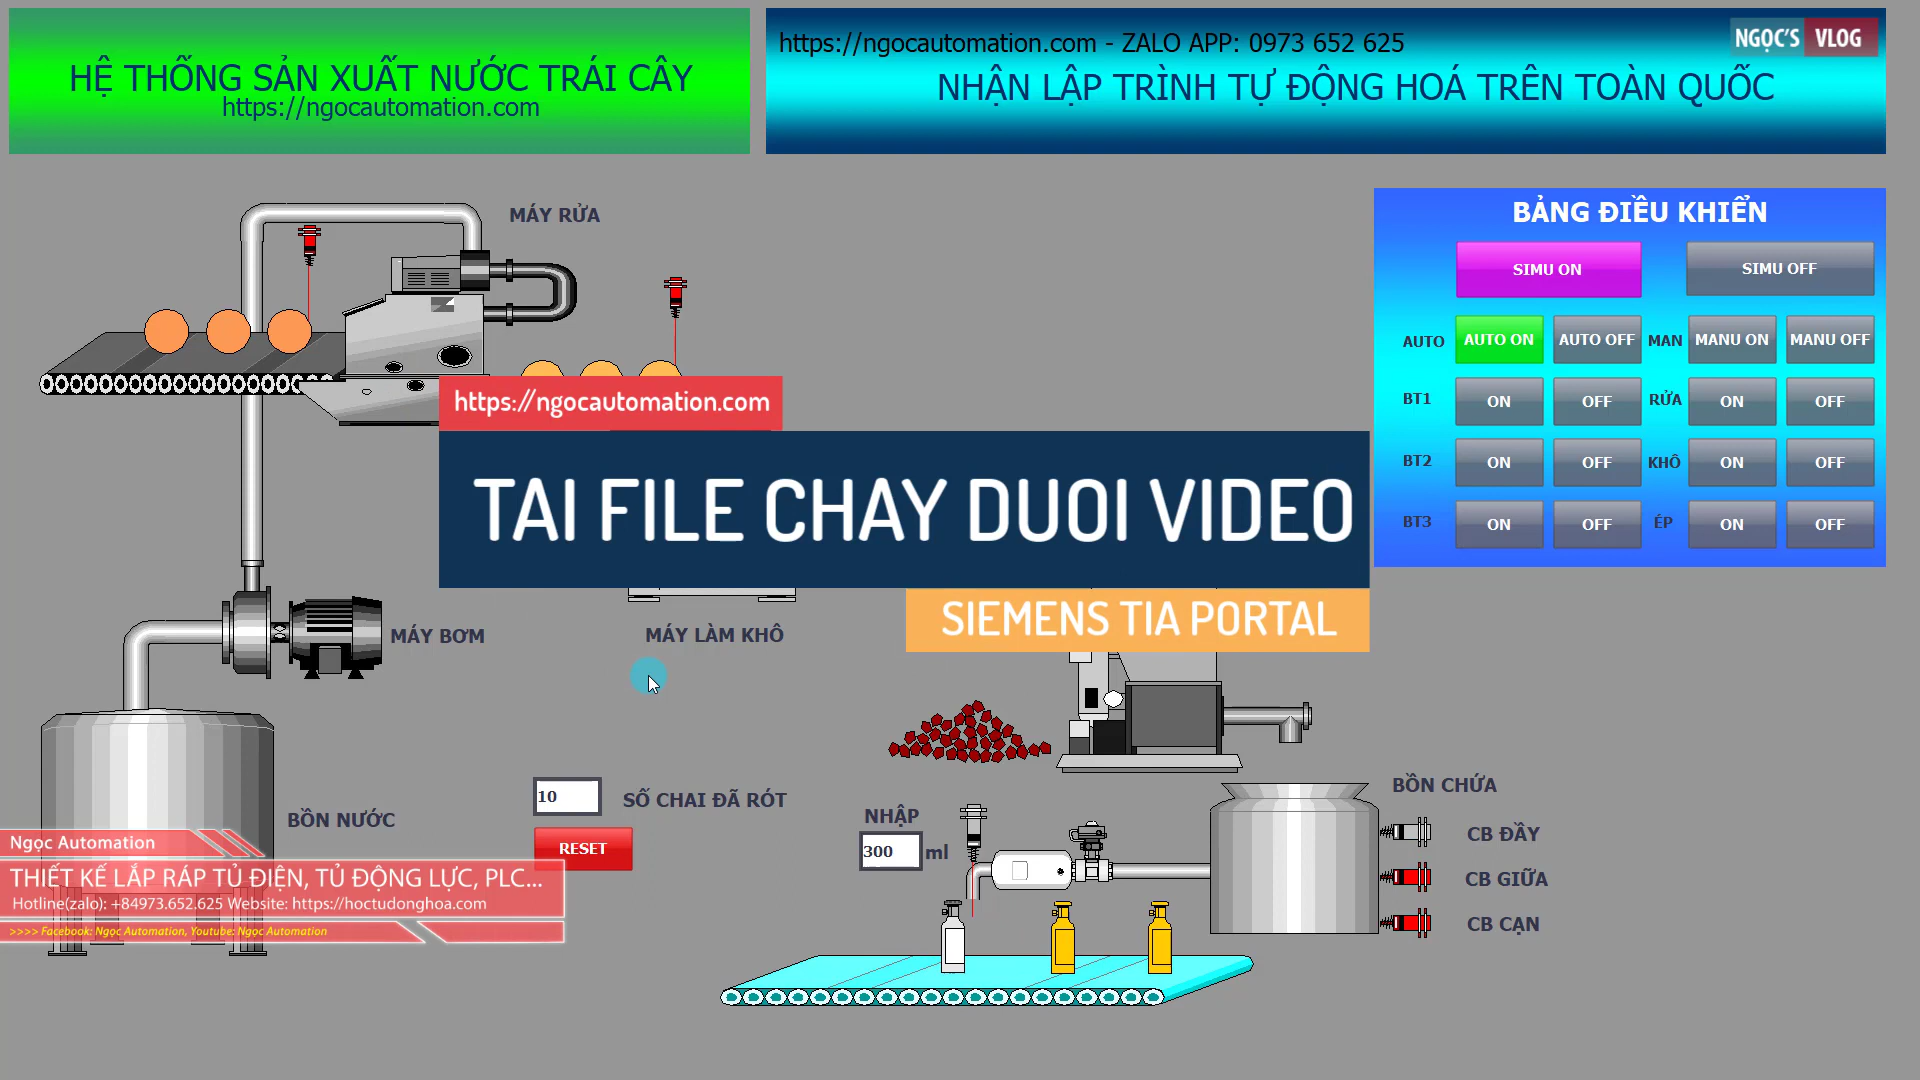 HỆ THỐNG SẢN XUẤT NƯỚC TRÁI CÂY
https://ngocautomation.com
https://ngocautomation.com - ZALO APP: 0973 652 625
NGỌC'S VLOG
NHẬN LẬP TRÌNH TỰ ĐỘNG HOÁ TRÊN TOÀN QUỐC
MÁY RỬA
BẢNG ĐIỀU KHIỂN
SIMU ON SIMU OFF
AUTO AUTO ON AUTO OFF MAN MANU ON MANU OFF
BT1 ON OFF RỬA ON OFF
BT2 ON OFF KHÔ ON OFF
BT3 ON OFF ÉP ON OFF
https://ngocautomation.com
TAI FILE CHAY DUOI VIDEO
SIEMENS TIA PORTAL
MÁY BƠM
MÁY LÀM KHÔ
BỒN NƯỚC
10 SỐ CHAI ĐÃ RÓT
RESET
NHẬP
300 ml
BỒN CHỨA
CB ĐẦY
CB GIỮA
CB CẠN
Ngọc Automation
THIẾT KẾ LẮP RÁP TỦ ĐIỆN, TỦ ĐỘNG LỰC, PLC...
Hotline(zalo): +84973.652.625 Website: https://hoctudonghoa.com
>>>> Facebook: Ngọc Automation, Youtube: Ngọc Automation